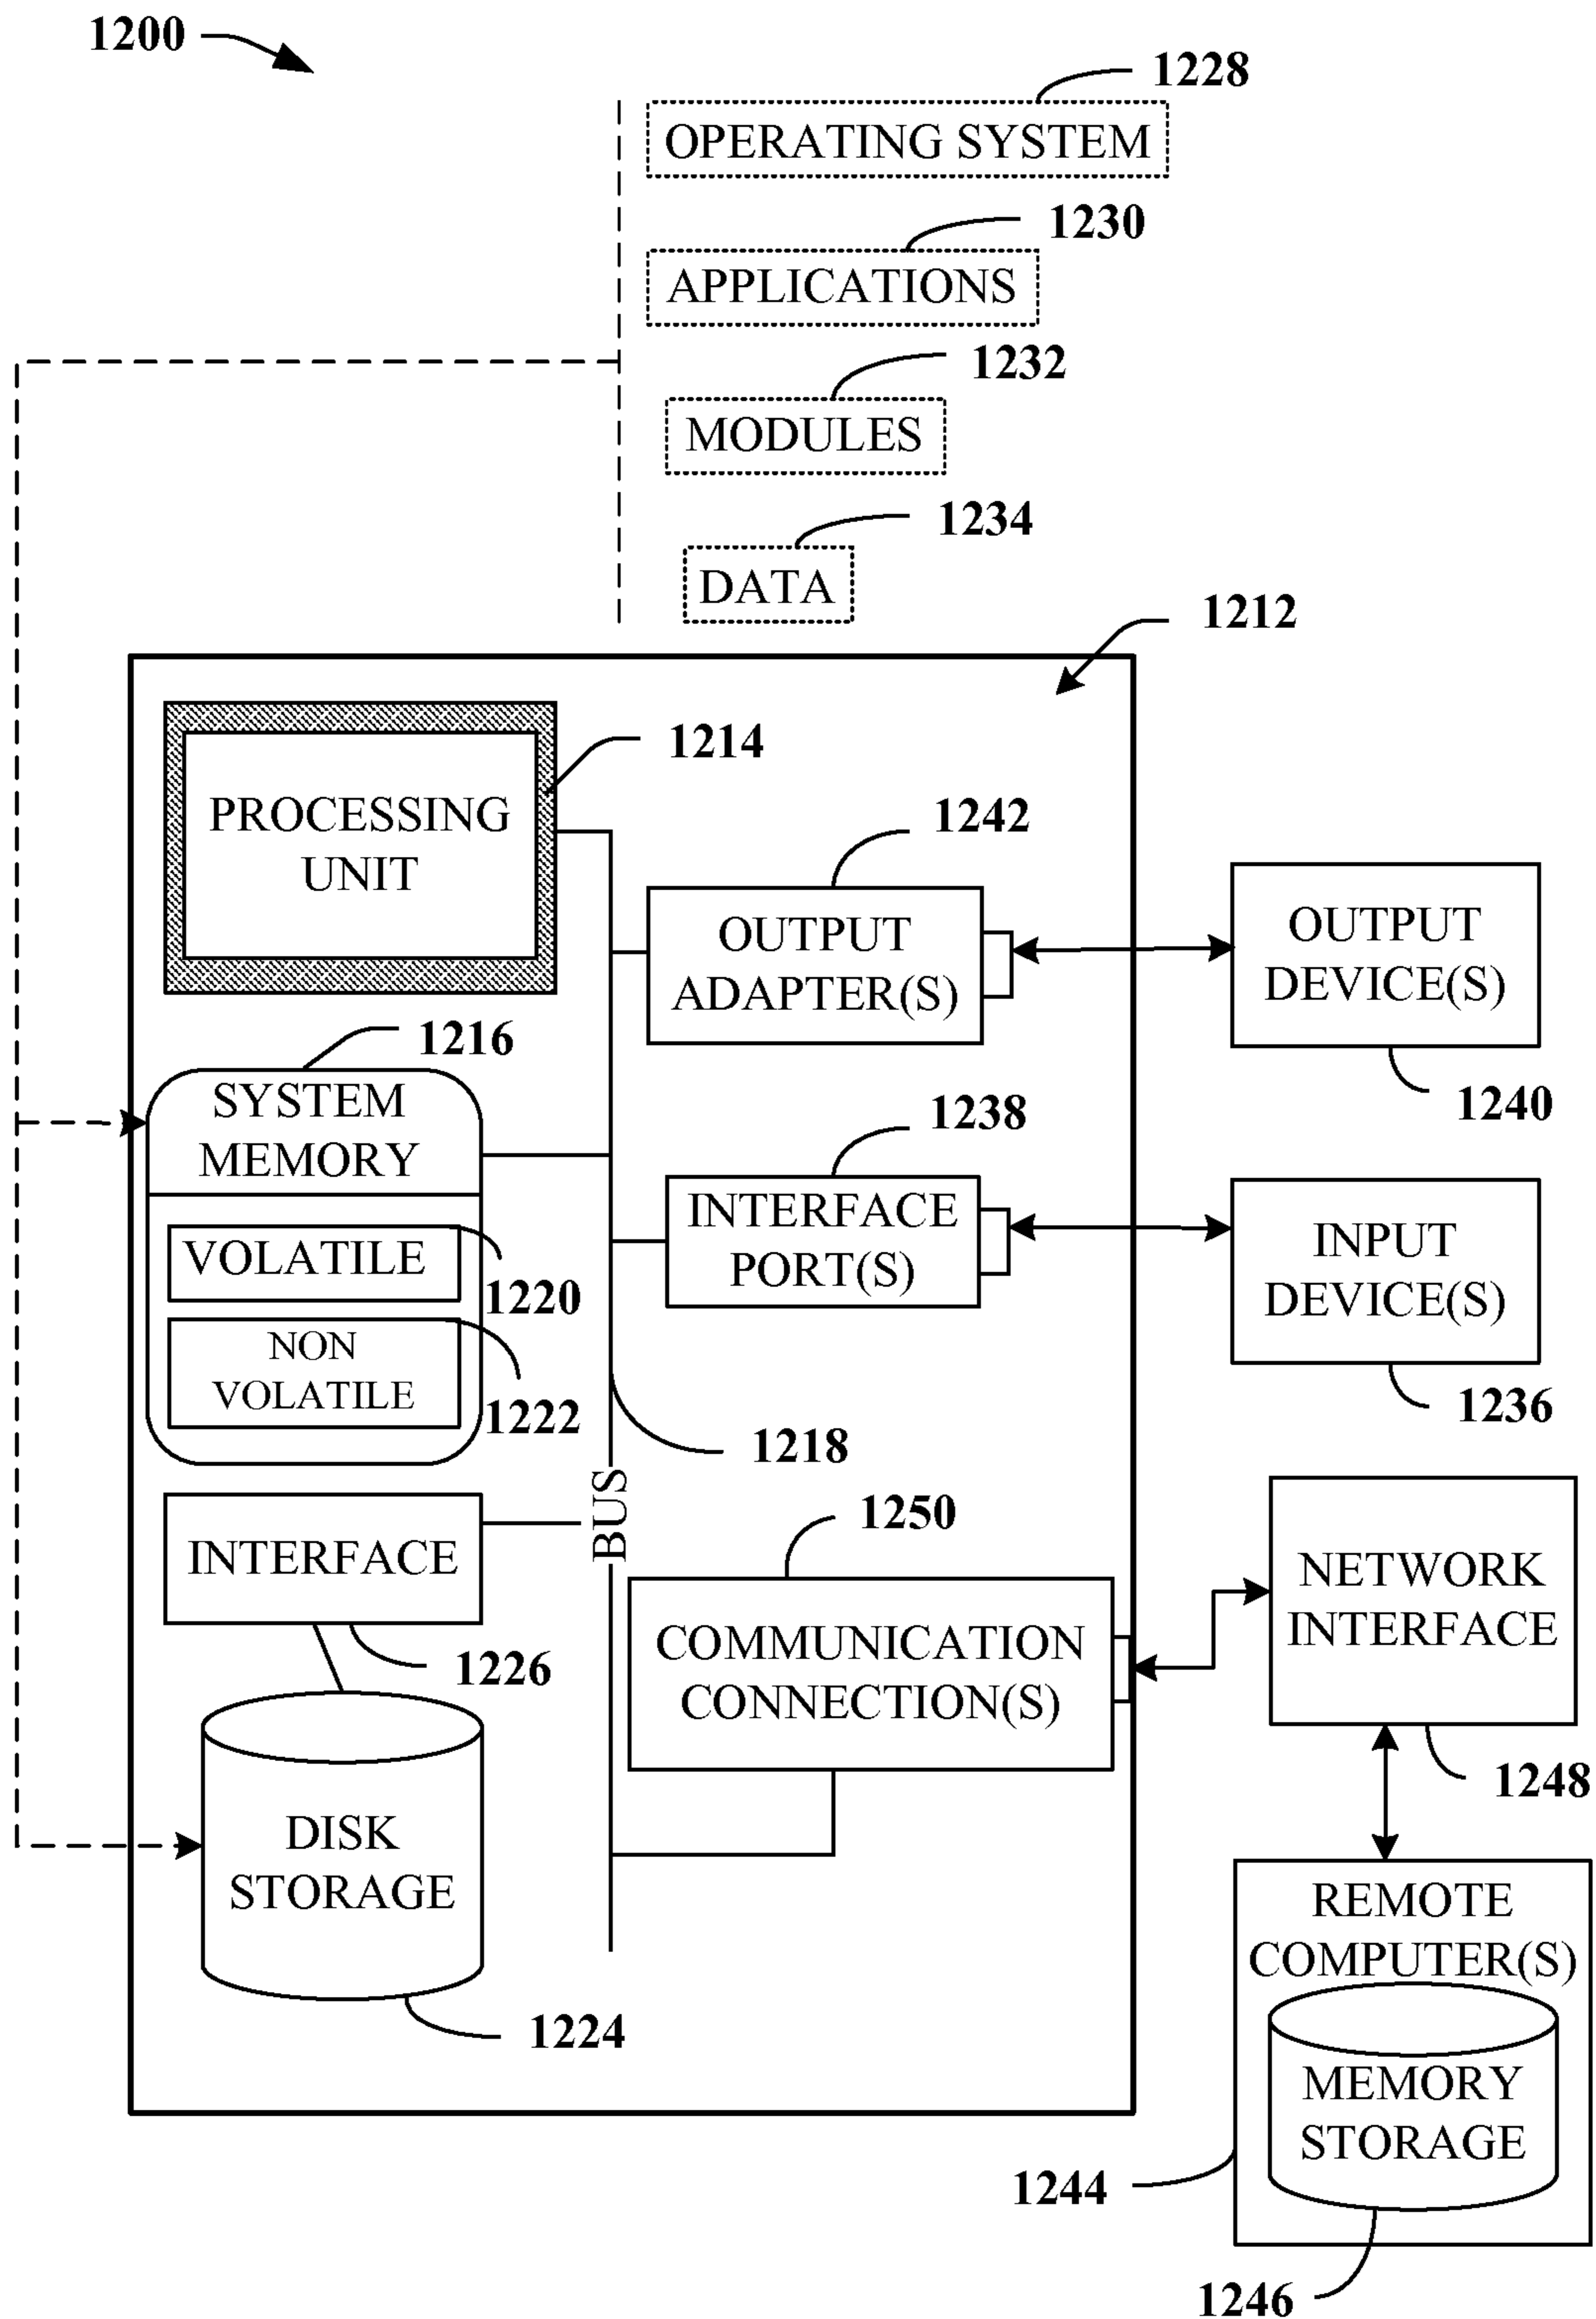 1200
1228
OPERATING SYSTEM
1230
APPLICATIONS
1232
MODULES
1234
DATA
1212
1214
PROCESSING
UNIT
1242
OUTPUT
ADAPTER(S)
OUTPUT
DEVICE(S)
1240
1216
SYSTEM
MEMORY
1238
INTERFACE
PORT(S)
INPUT
DEVICE(S)
1236
VOLATILE
1220
NON
VOLATILE
1222
1218
BUS
INTERFACE
1226
1250
COMMUNICATION
CONNECTION(S)
NETWORK
INTERFACE
1248
DISK
STORAGE
1224
REMOTE
COMPUTER(S)
MEMORY
STORAGE
1244
1246